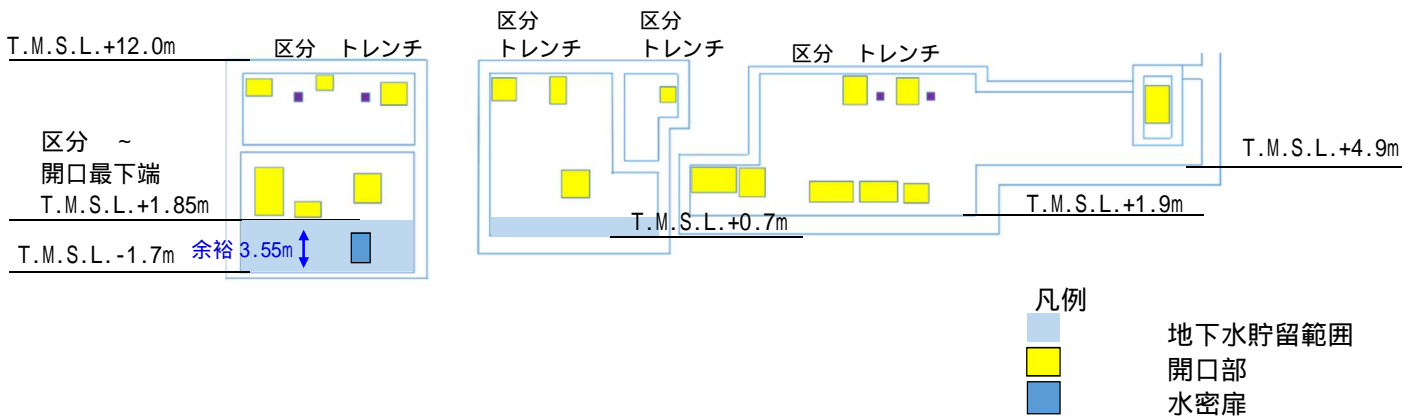 T.M.S.L.+12.0m
区分 トレンチ
区分
トレンチ
区分
トレンチ
区分 トレンチ
区分 ~
開口最下端
T.M.S.L.+1.85m
余裕 3.55m
T.M.S.L.-1.7m
T.M.S.L.+0.7m
T.M.S.L.+4.9m
T.M.S.L.+1.9m
凡例
地下水貯留範囲
開口部
水密扉